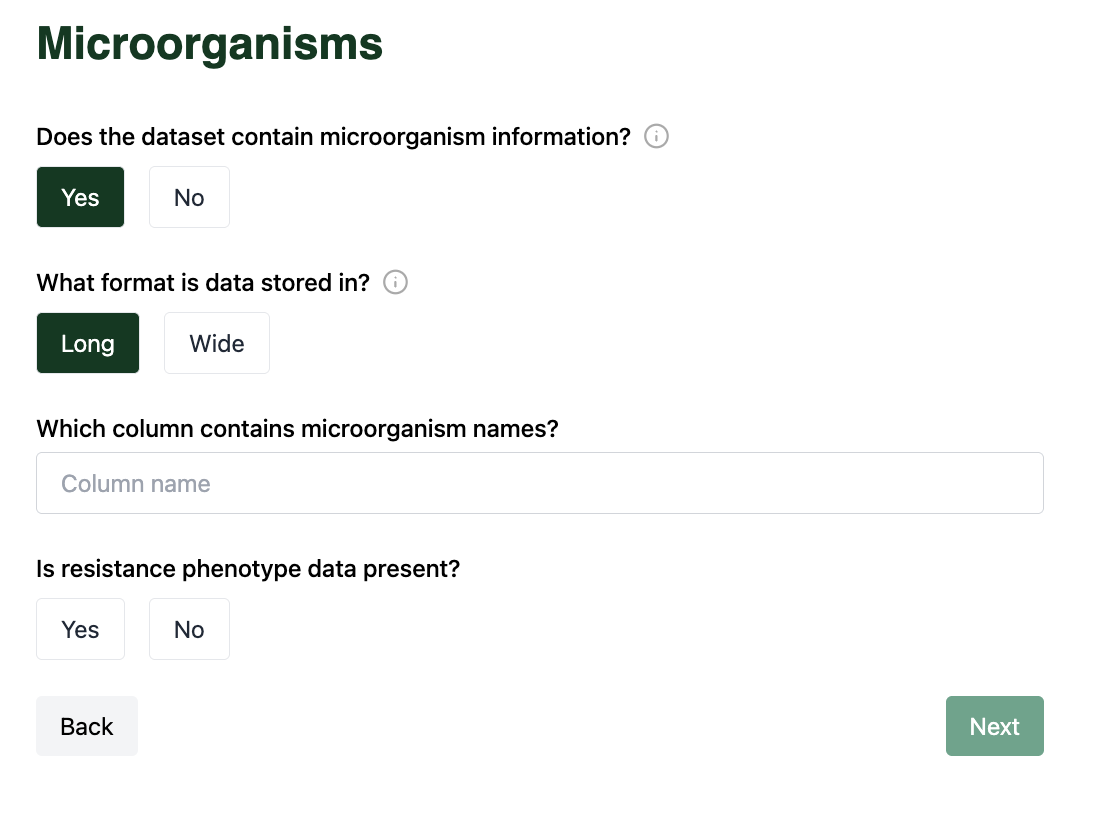 Microorganisms
Does the dataset contain microorganism information?
Yes No
What format is data stored in?
Long Wide
Which column contains microorganism names?
Column name
Is resistance phenotype data present?
Yes No
Back Next